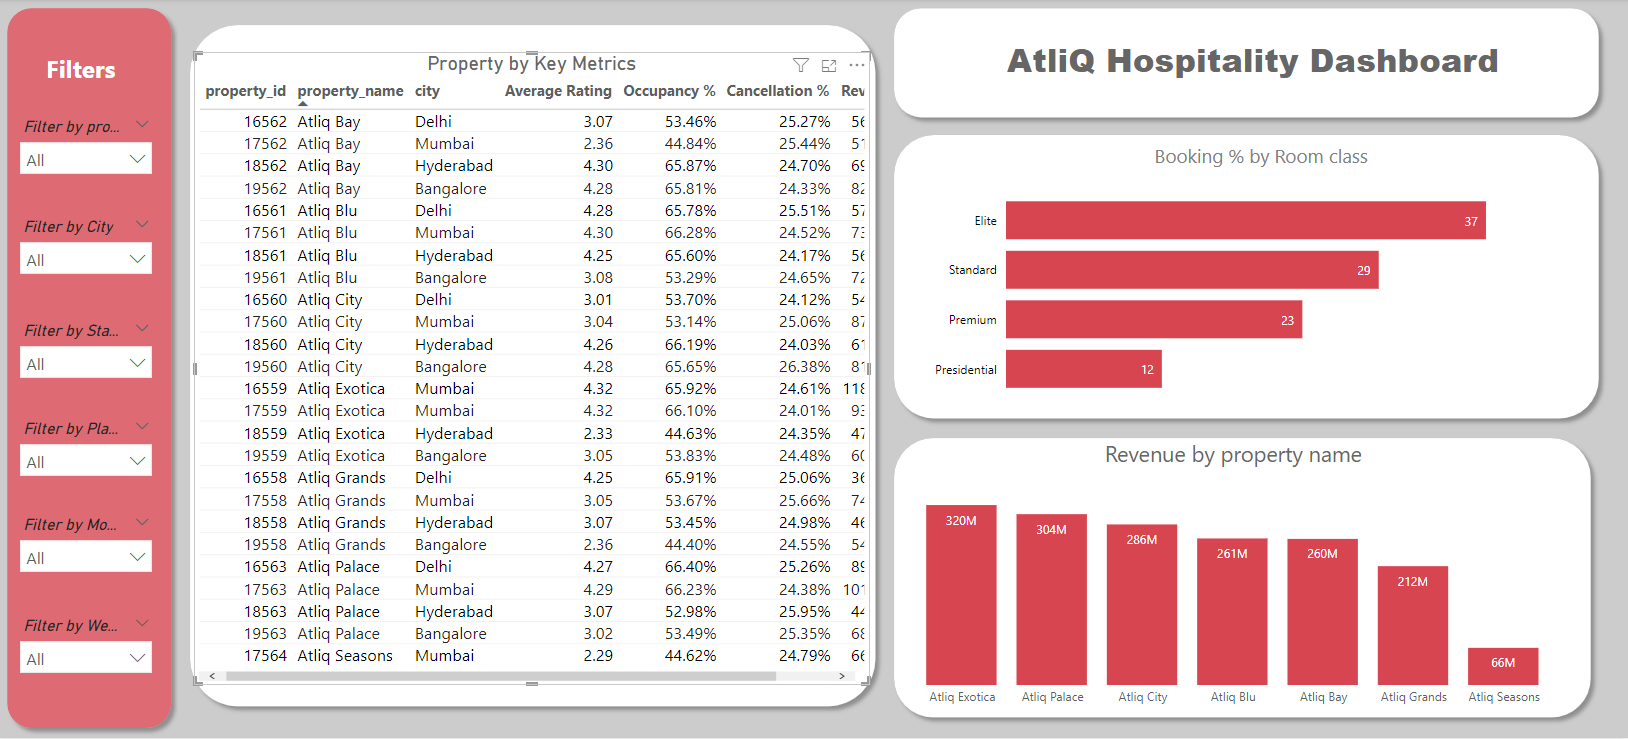 Filters
Filter by pro...
All
Filter by City
All
Filter by Sta...
All
Filter by Pla...
All
Filter by Mo...
All
Filter by We...
All
Property by Key Metrics
property_id property_name city Average Rating Occupancy % Cancellation % Rev
16562 Atliq Bay Delhi 3.07 53.46% 25.27% 56
17562 Atliq Bay Mumbai 2.36 44.84% 25.44% 51
18562 Atliq Bay Hyderabad 4.30 65.87% 24.70% 69
19562 Atliq Bay Bangalore 4.28 65.81% 24.33% 82
16561 Atliq Blu Delhi 4.28 65.78% 25.51% 57
17561 Atliq Blu Mumbai 4.30 66.28% 24.52% 73
18561 Atliq Blu Hyderabad 4.25 65.60% 24.17% 56
19561 Atliq Blu Bangalore 3.08 53.29% 24.65% 72
16560 Atliq City Delhi 3.01 53.70% 24.12% 54
17560 Atliq City Mumbai 3.04 53.14% 25.06% 87
18560 Atliq City Hyderabad 4.26 66.19% 24.03% 61
19560 Atliq City Bangalore 4.28 65.65% 26.38% 81
16559 Atliq Exotica Mumbai 4.32 65.92% 24.61% 118
17559 Atliq Exotica Mumbai 4.32 66.10% 24.01% 93
18559 Atliq Exotica Hyderabad 2.33 44.63% 24.35% 47
19559 Atliq Exotica Bangalore 3.05 53.83% 24.48% 60
16558 Atliq Grands Delhi 4.25 65.91% 25.06% 36
17558 Atliq Grands Mumbai 3.05 53.67% 25.66% 74
18558 Atliq Grands Hyderabad 3.07 53.45% 24.98% 46
19558 Atliq Grands Bangalore 2.36 44.40% 24.55% 54
16563 Atliq Palace Delhi 4.27 66.40% 25.26% 89
17563 Atliq Palace Mumbai 4.29 66.23% 24.38% 101
18563 Atliq Palace Hyderabad 3.07 52.98% 25.95% 44
19563 Atliq Palace Bangalore 3.02 53.49% 25.35% 68
17564 Atliq Seasons Mumbai 2.29 44.62% 24.79% 66
AtliQ Hospitality Dashboard
Booking % by Room class
Elite 37
Standard 29
Premium 23
Presidential 12
Revenue by property name
320M 304M 286M 261M 260M 212M 66M
Atliq Exotica Atliq Palace Atliq City Atliq Blu Atliq Bay Atliq Grands Atliq Seasons